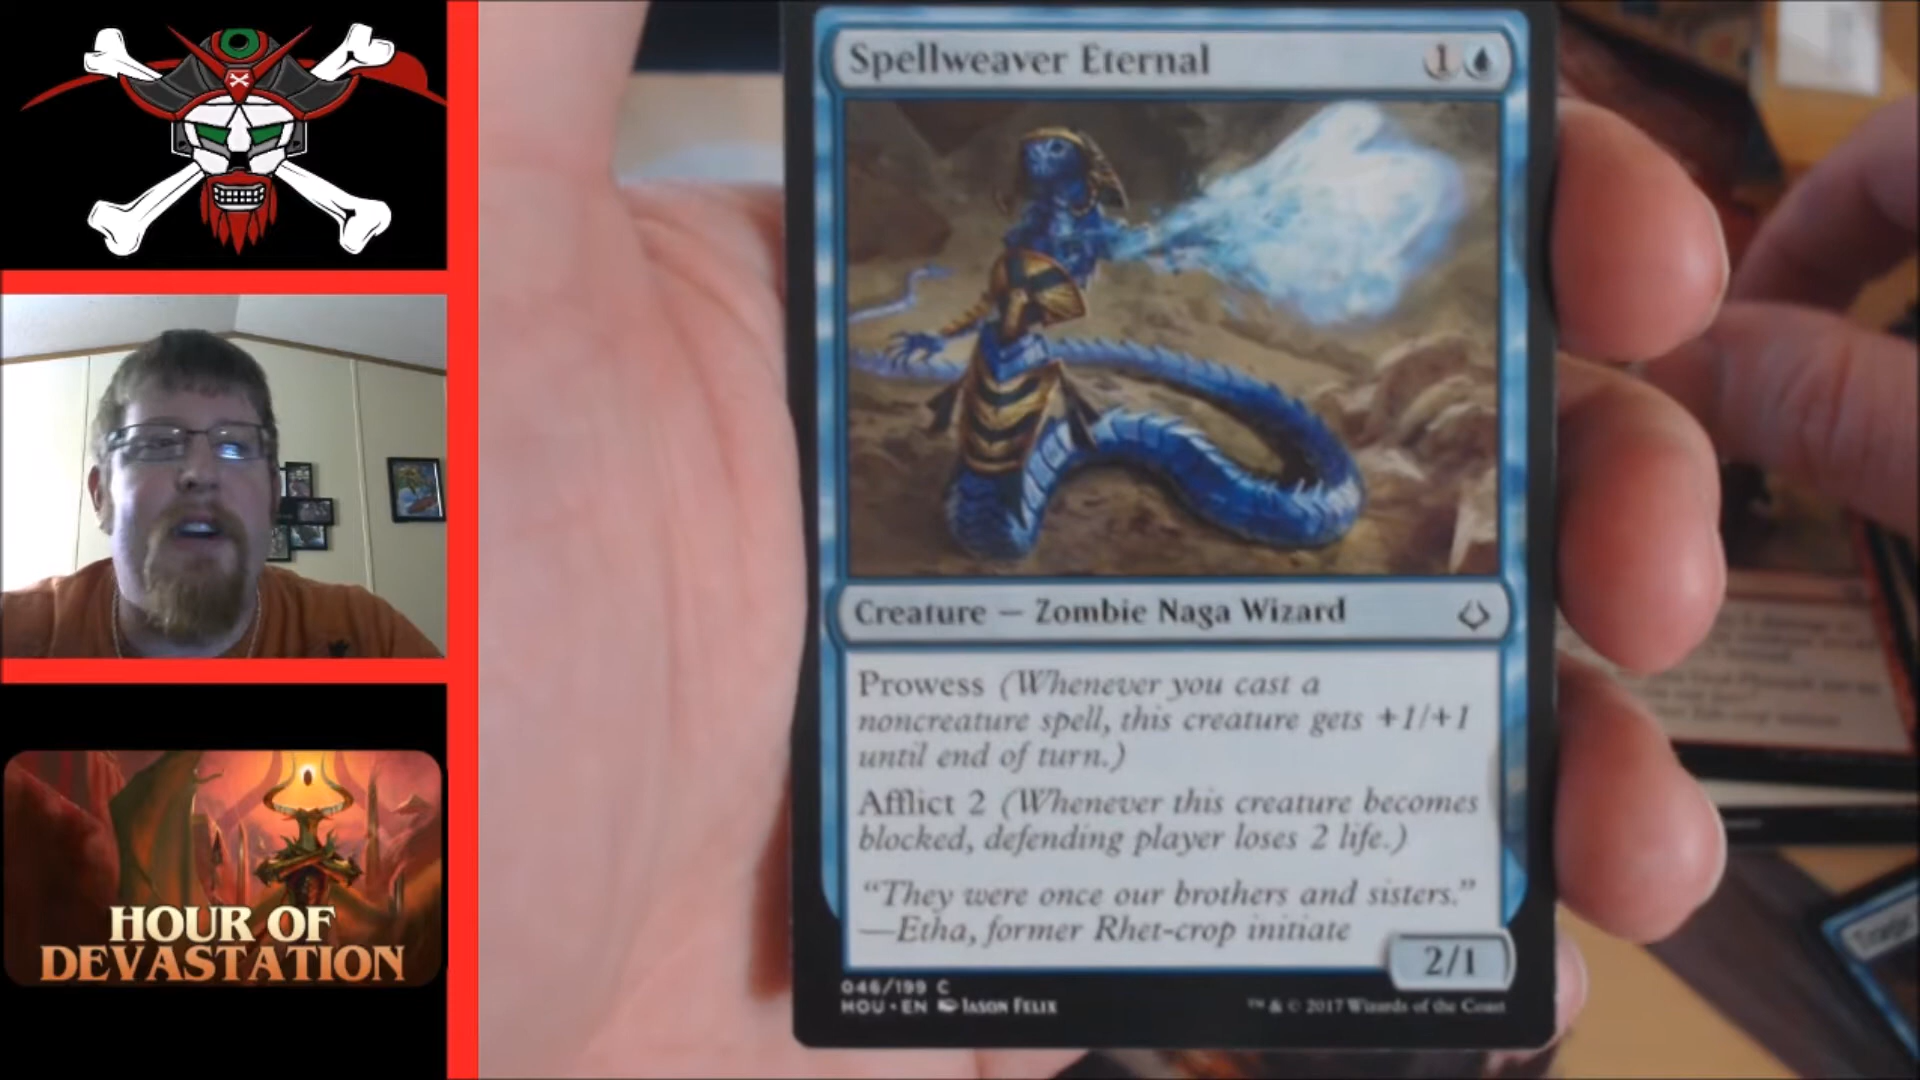 Spellweaver Eternal
1
Creature — Zombie Naga Wizard
Prowess (Whenever you cast a
noncreature spell, this creature gets +1/+1
until end of turn.)
Afflict 2 (Whenever this creature becomes
blocked, defending player loses 2 life.)
“They were once our brothers and sisters.”
—Etha, former Rhet-crop initiate
2/1
046/199 C
HOU • EN JASON FELIX
™ & © 2017 Wizards of the Coast
HOUR OF
DEVASTATION